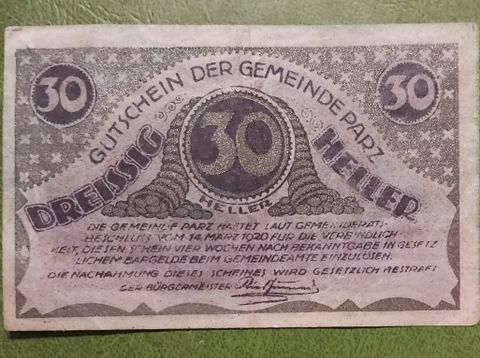 GUTSCHEIN DER GEMEINDE PARZ
30
30
30
HELLER
DREISSIG HELLER
DIE GEMEINDE PARZ HAFTET LAUT GEMEINDERATS-
BESCHLUSS VOM 14. MÄRZ 1920 FÜR DIE VERBINDLICH-
KEIT, DIESEN SCHEIN VIER WOCHEN NACH BEKANNTGABE IN GESETZ-
LICHEM BARGELDE BEIM GEMEINDEAMTE EINZULÖSEN.
DIE NACHAHMUNG DIESES SCHEINES WIRD GESETZLICH BESTRAFT
DER BÜRGERMEISTER